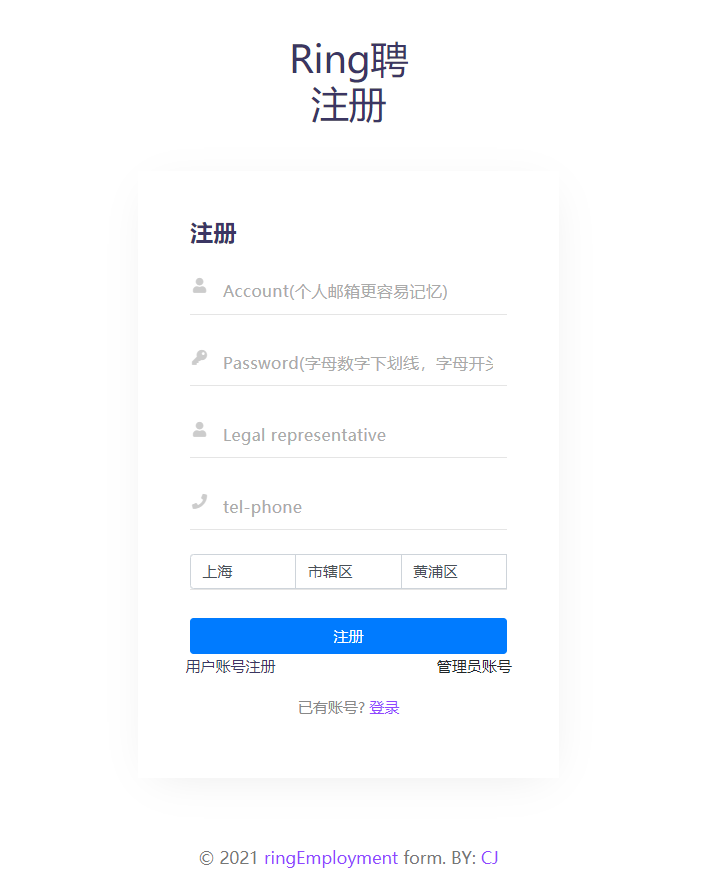 Ring聘
注册
注册
Account(个人邮箱更容易记忆)
Password(字母数字下划线，字母开头
Legal representative
tel-phone
上海 市辖区 黄浦区
注册
用户账号注册 管理员账号
已有账号? 登录
© 2021 ringEmployment form. BY: CJ